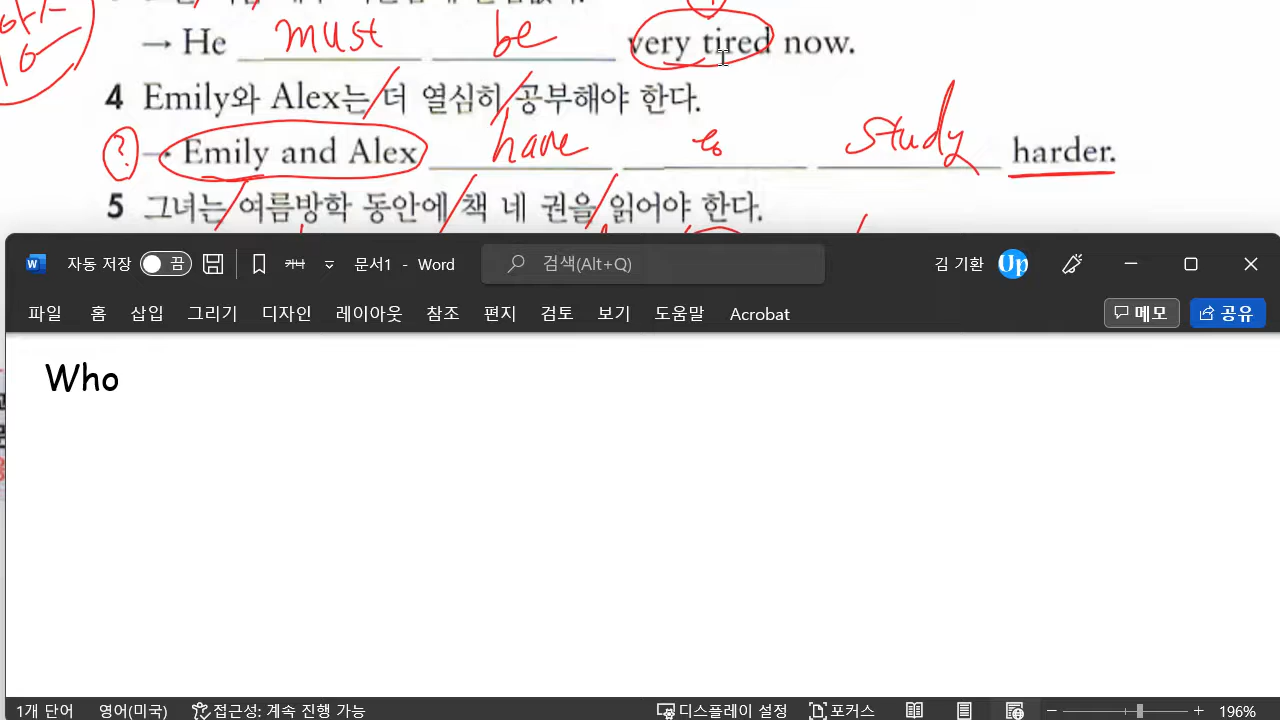 → He must be very tired now.
4 Emily와 Alex는 더 열심히 공부해야 한다.
? → Emily and Alex have to study harder.
5 그녀는 여름방학 동안에 책 네 권을 읽어야 한다.
자동 저장 끔 가나 문서1 - Word 검색(Alt+Q) 김 기환 Up
파일 홈 삽입 그리기 디자인 레이아웃 참조 편지 검토 보기 도움말 Acrobat 메모 공유
Who
1개 단어 영어(미국) 접근성: 계속 진행 가능 디스플레이 설정 포커스 196%